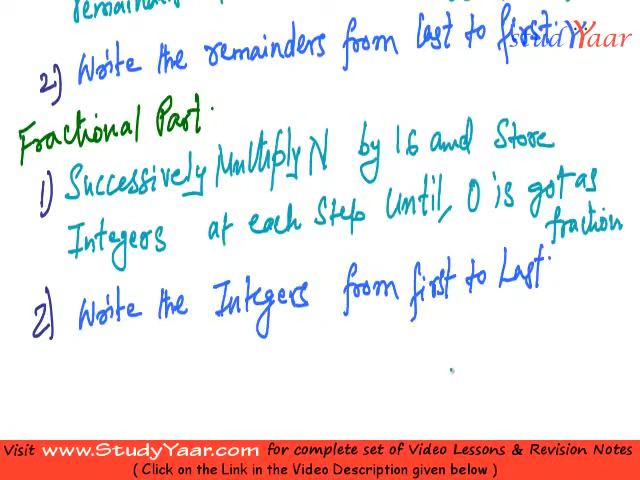 2) Write the remainders from last to first.
StudYYaar
Fractional Part.
1) Successively Multiply N by 16 and Store
Integers at each Step Until, 0 is got as
fraction
2) Write the Integers from first to Last.
Visit www.StudyYaar.com for complete set of Video Lessons & Revision Notes
( Click on the Link in the Video Description given below )